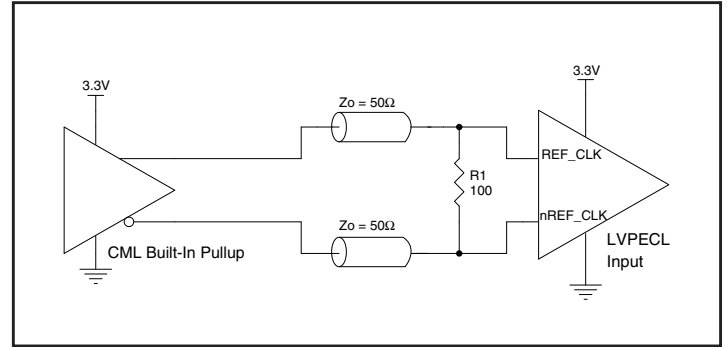 3.3V
3.3V
Zo = 50Ω
REF_CLK
R1
100
nREF_CLK
Zo = 50Ω
LVPECL
Input
CML Built-In Pullup